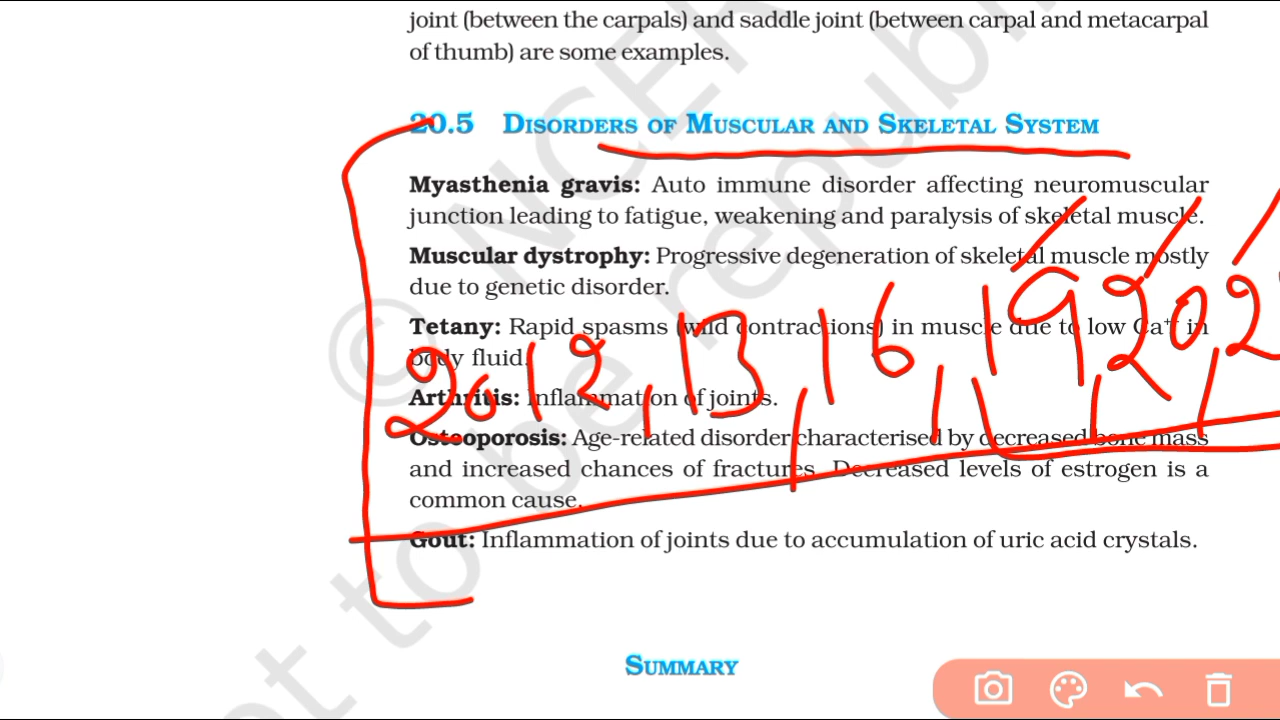 joint (between the carpals) and saddle joint (between carpal and metacarpal
of thumb) are some examples.
20.5 DISORDERS OF MUSCULAR AND SKELETAL SYSTEM
Myasthenia gravis: Auto immune disorder affecting neuromuscular
junction leading to fatigue, weakening and paralysis of skeletal muscle.
Muscular dystrophy: Progressive degeneration of skeletal muscle mostly
due to genetic disorder.
Tetany: Rapid spasms (wild contractions) in muscle due to low Ca⁺⁺ in
body fluid.
2012, 13, 16, 19, 20, 2
Arthritis: Inflammation of joints.
Osteoporosis: Age-related disorder characterised by decreased bone mass
and increased chances of fractures. Decreased levels of estrogen is a
common cause.
Gout: Inflammation of joints due to accumulation of uric acid crystals.
SUMMARY